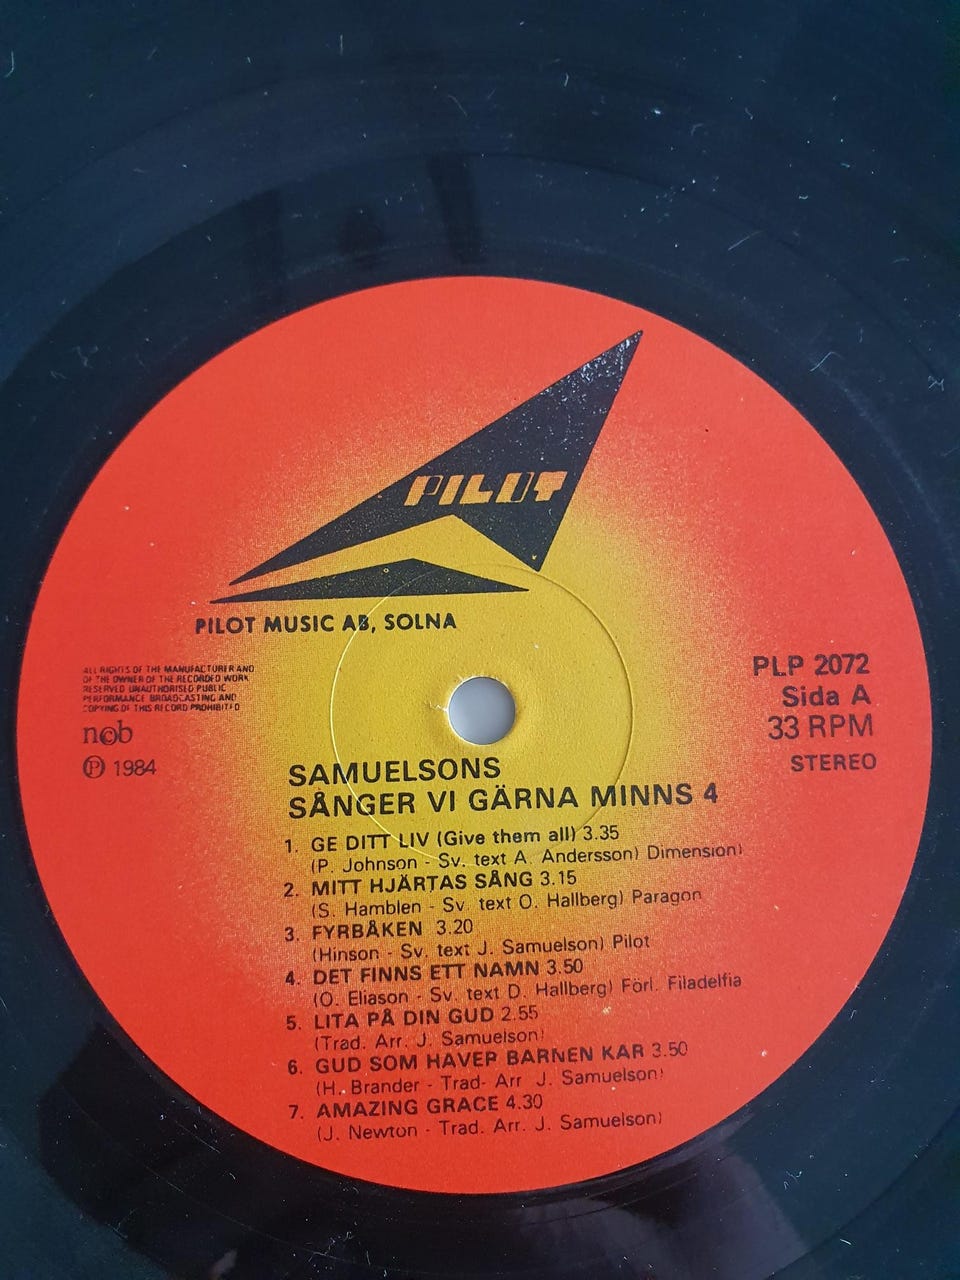 PILOT
PILOT MUSIC AB, SOLNA
ALL RIGHTS OF THE MANUFACTURER AND
OF THE OWNER OF THE RECORDED WORK
RESERVED UNAUTHORISED PUBLIC
PERFORMANCE BROADCASTING AND
COPYING OF THIS RECORD PROHIBITED
n©b
Ⓟ 1984
PLP 2072
Sida A
33 RPM
STEREO
SAMUELSONS
SÅNGER VI GÄRNA MINNS 4
1. GE DITT LIV (Give them all) 3.35
(P. Johnson - Sv. text A. Andersson) Dimension)
2. MITT HJÄRTAS SÅNG 3.15
(S. Hamblen - Sv. text O. Hallberg) Paragon
3. FYRBÅKEN 3.20
(Hinson - Sv. text J. Samuelson) Pilot
4. DET FINNS ETT NAMN 3.50
(O. Eliason - Sv. text D. Hallberg) Förl. Filadelfia
5. LITA PÅ DIN GUD 2.55
(Trad. Arr. J. Samuelson)
6. GUD SOM HAVER BARNEN KAR 3.50
(H. Brander - Trad- Arr J. Samuelson)
7. AMAZING GRACE 4.30
(J. Newton - Trad. Arr. J. Samuelson)